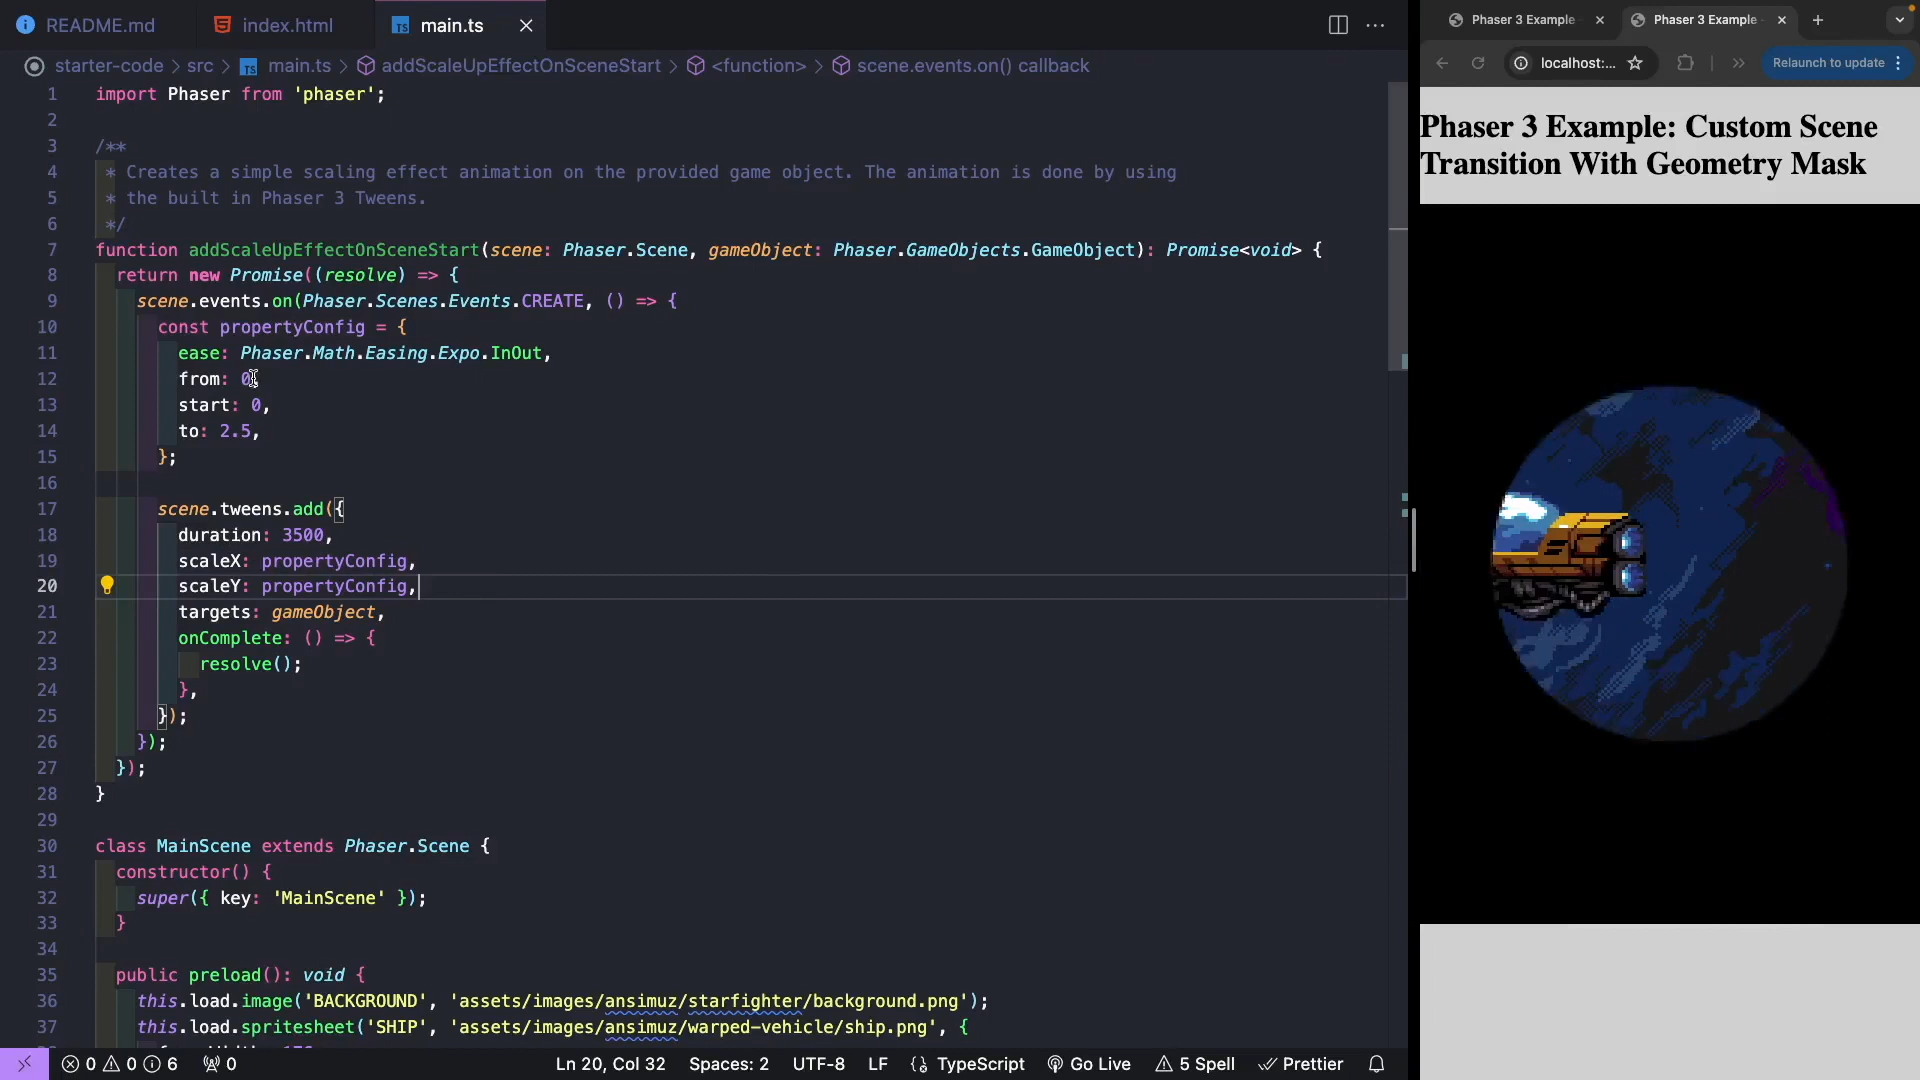 README.md
index.html
main.ts
starter-code > src > main.ts > addScaleUpEffectOnSceneStart > <function> > scene.events.on() callback
1 import Phaser from 'phaser';
2
3 /**
4 * Creates a simple scaling effect animation on the provided game object. The animation is done by using
5 * the built in Phaser 3 Tweens.
6 */
7 function addScaleUpEffectOnSceneStart(scene: Phaser.Scene, gameObject: Phaser.GameObjects.GameObject): Promise<void> {
8 return new Promise((resolve) => {
9 scene.events.on(Phaser.Scenes.Events.CREATE, () => {
10 const propertyConfig = {
11 ease: Phaser.Math.Easing.Expo.InOut,
12 from: 0,
13 start: 0,
14 to: 2.5,
15 };
16
17 scene.tweens.add({
18 duration: 3500,
19 scaleX: propertyConfig,
20 scaleY: propertyConfig,
21 targets: gameObject,
22 onComplete: () => {
23 resolve();
24 },
25 });
26 });
27 });
28 }
29
30 class MainScene extends Phaser.Scene {
31 constructor() {
32 super({ key: 'MainScene' });
33 }
34
35 public preload(): void {
36 this.load.image('BACKGROUND', 'assets/images/ansimuz/starfighter/background.png');
37 this.load.spritesheet('SHIP', 'assets/images/ansimuz/warped-vehicle/ship.png', {
0 0 6 0
Ln 20, Col 32
Spaces: 2
UTF-8
LF
{} TypeScript
Go Live
5 Spell
Prettier
Phaser 3 Example
Phaser 3 Example
localhost:...
Relaunch to update
Phaser 3 Example: Custom Scene
Transition With Geometry Mask